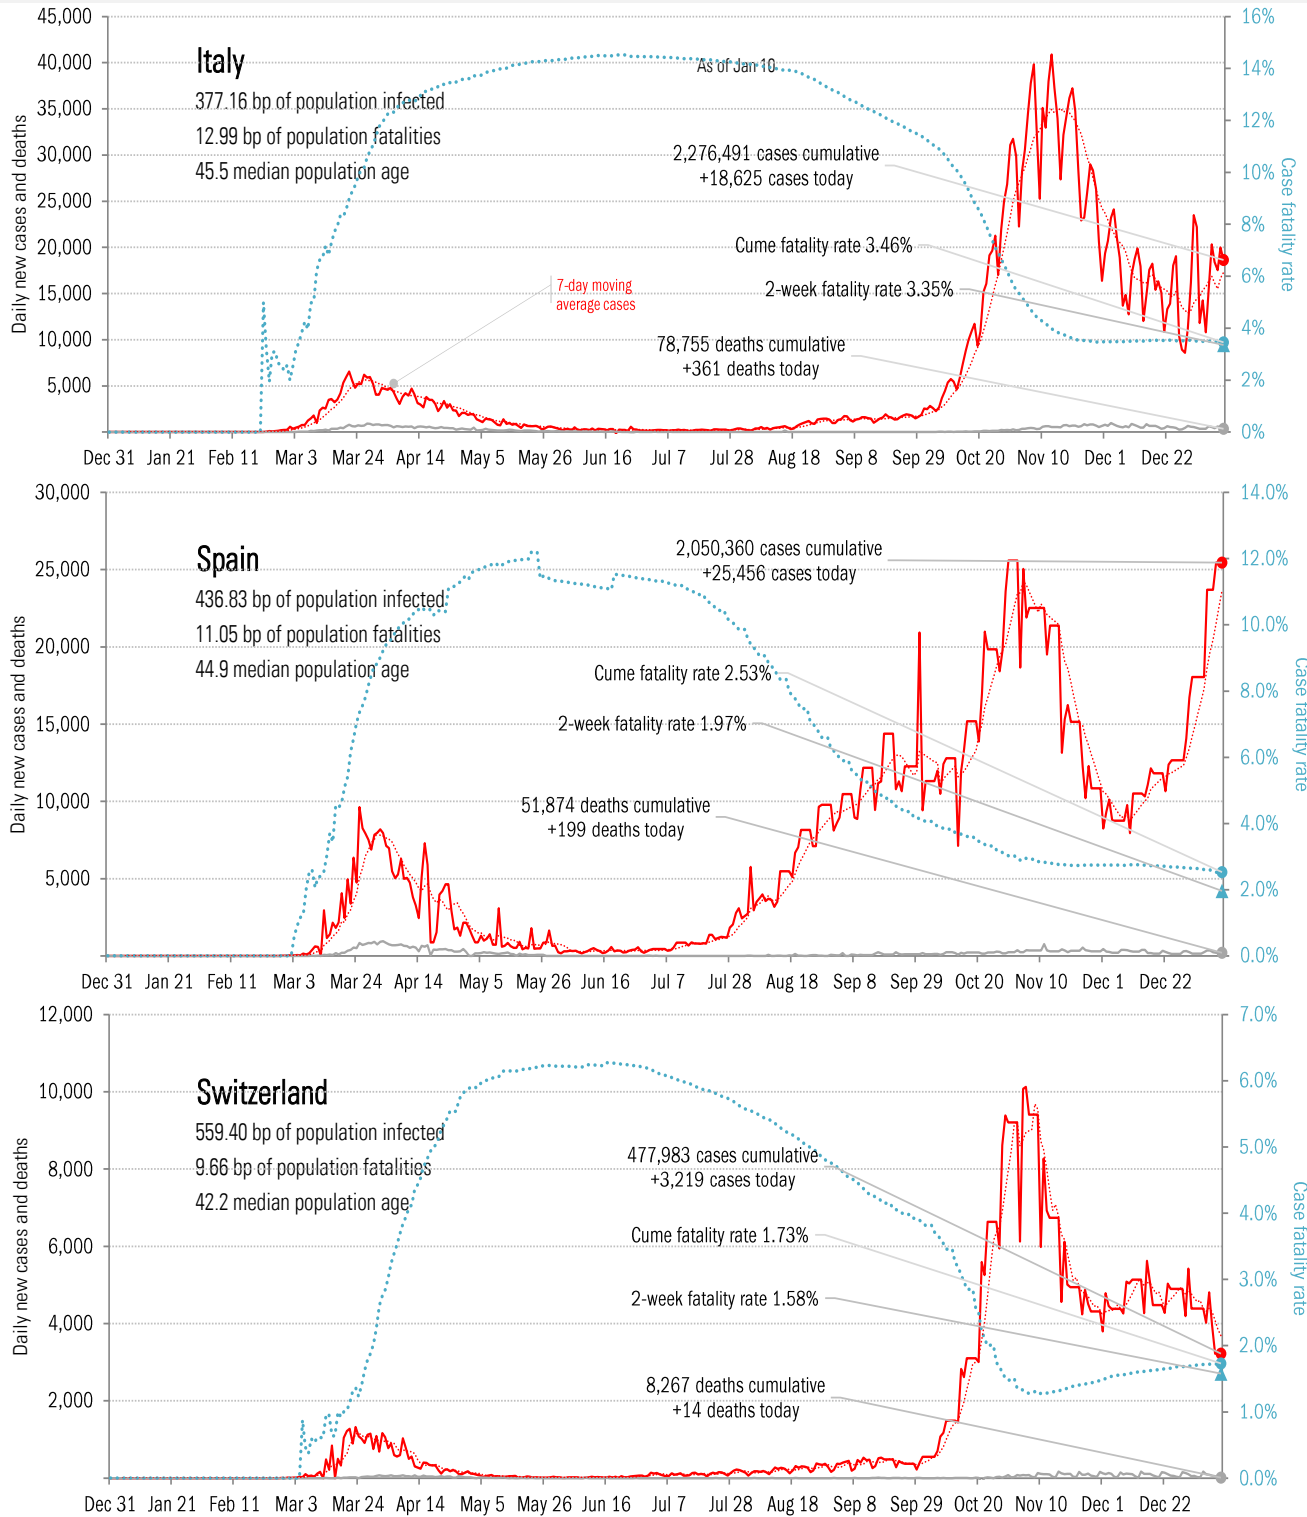 45,000
40,000
35,000
30,000
25,000
20,000
15,000
10,000
5,000
Daily new cases and deaths
Italy
377.16 bp of population infected
12.99 bp of population fatalities
45.5 median population age
As of Jan 10
2,276,491 cases cumulative
+18,625 cases today
Cume fatality rate 3.46%
2-week fatality rate 3.35%
7-day moving
average cases
78,755 deaths cumulative
+361 deaths today
16%
14%
12%
10%
8%
6%
4%
2%
0%
Case fatality rate
Dec 31 Jan 21 Feb 11 Mar 3 Mar 24 Apr 14 May 5 May 26 Jun 16 Jul 7 Jul 28 Aug 18 Sep 8 Sep 29 Oct 20 Nov 10 Dec 1 Dec 22
30,000
25,000
20,000
15,000
10,000
5,000
Daily new cases and deaths
Spain
436.83 bp of population infected
11.05 bp of population fatalities
44.9 median population age
2,050,360 cases cumulative
+25,456 cases today
Cume fatality rate 2.53%
2-week fatality rate 1.97%
51,874 deaths cumulative
+199 deaths today
14.0%
12.0%
10.0%
8.0%
6.0%
4.0%
2.0%
0.0%
Case fatality rate
Dec 31 Jan 21 Feb 11 Mar 3 Mar 24 Apr 14 May 5 May 26 Jun 16 Jul 7 Jul 28 Aug 18 Sep 8 Sep 29 Oct 20 Nov 10 Dec 1 Dec 22
12,000
10,000
8,000
6,000
4,000
2,000
Daily new cases and deaths
Switzerland
559.40 bp of population infected
9.66 bp of population fatalities
42.2 median population age
477,983 cases cumulative
+3,219 cases today
Cume fatality rate 1.73%
2-week fatality rate 1.58%
8,267 deaths cumulative
+14 deaths today
7.0%
6.0%
5.0%
4.0%
3.0%
2.0%
1.0%
0.0%
Case fatality rate
Dec 31 Jan 21 Feb 11 Mar 3 Mar 24 Apr 14 May 5 May 26 Jun 16 Jul 7 Jul 28 Aug 18 Sep 8 Sep 29 Oct 20 Nov 10 Dec 1 Dec 22